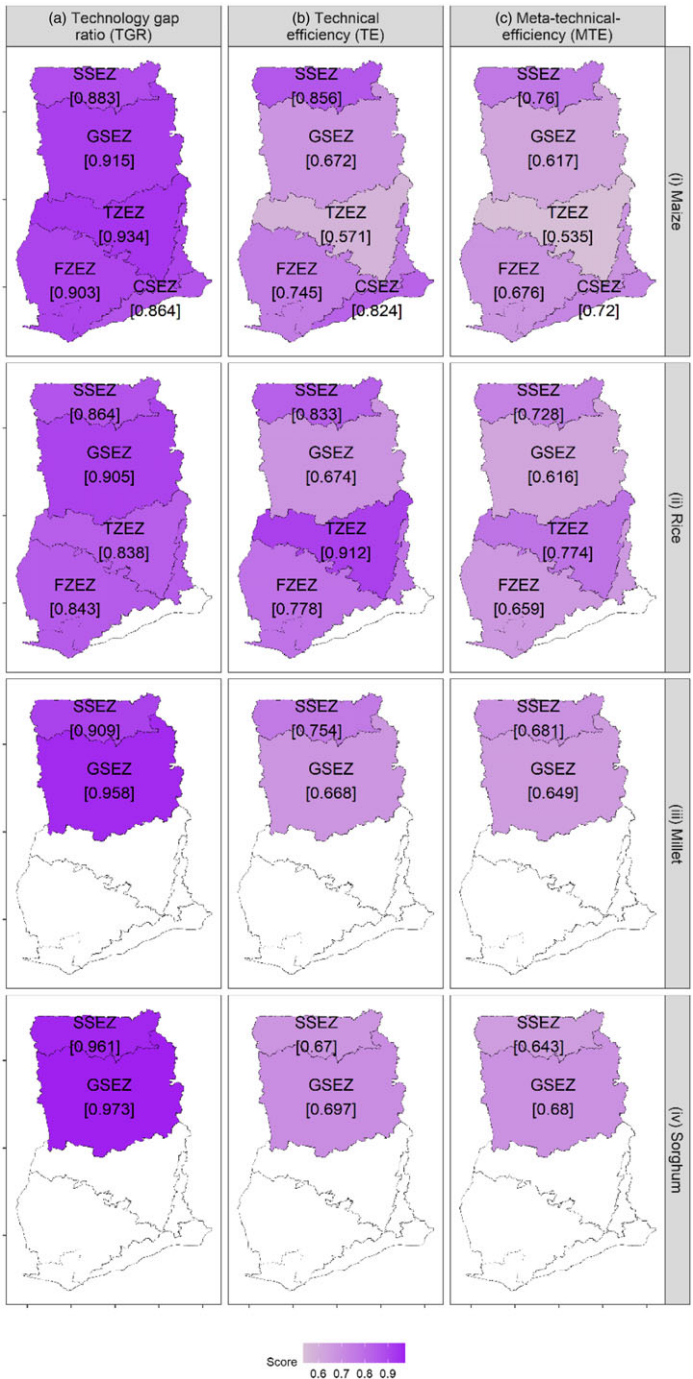 (a) Technology gap
ratio (TGR)
(b) Technical
efficiency (TE)
(c) Meta-technical-
efficiency (MTE)
SSEZ
[0.883]
GSEZ
[0.915]
TZEZ
[0.934]
FZEZ
[0.903]
CSEZ
[0.864]
SSEZ
[0.856]
GSEZ
[0.672]
TZEZ
[0.571]
FZEZ
[0.745]
CSEZ
[0.824]
SSEZ
[0.76]
GSEZ
[0.617]
TZEZ
[0.535]
FZEZ
[0.676]
CSEZ
[0.72]
(i) Maize
SSEZ
[0.864]
GSEZ
[0.905]
TZEZ
[0.838]
FZEZ
[0.843]
SSEZ
[0.833]
GSEZ
[0.674]
TZEZ
[0.912]
FZEZ
[0.778]
SSEZ
[0.728]
GSEZ
[0.616]
TZEZ
[0.774]
FZEZ
[0.659]
(ii) Rice
SSEZ
[0.909]
GSEZ
[0.958]
SSEZ
[0.754]
GSEZ
[0.668]
SSEZ
[0.681]
GSEZ
[0.649]
(iii) Millet
SSEZ
[0.961]
GSEZ
[0.973]
SSEZ
[0.67]
GSEZ
[0.697]
SSEZ
[0.643]
GSEZ
[0.68]
(iv) Sorghum
Score
0.6 0.7 0.8 0.9